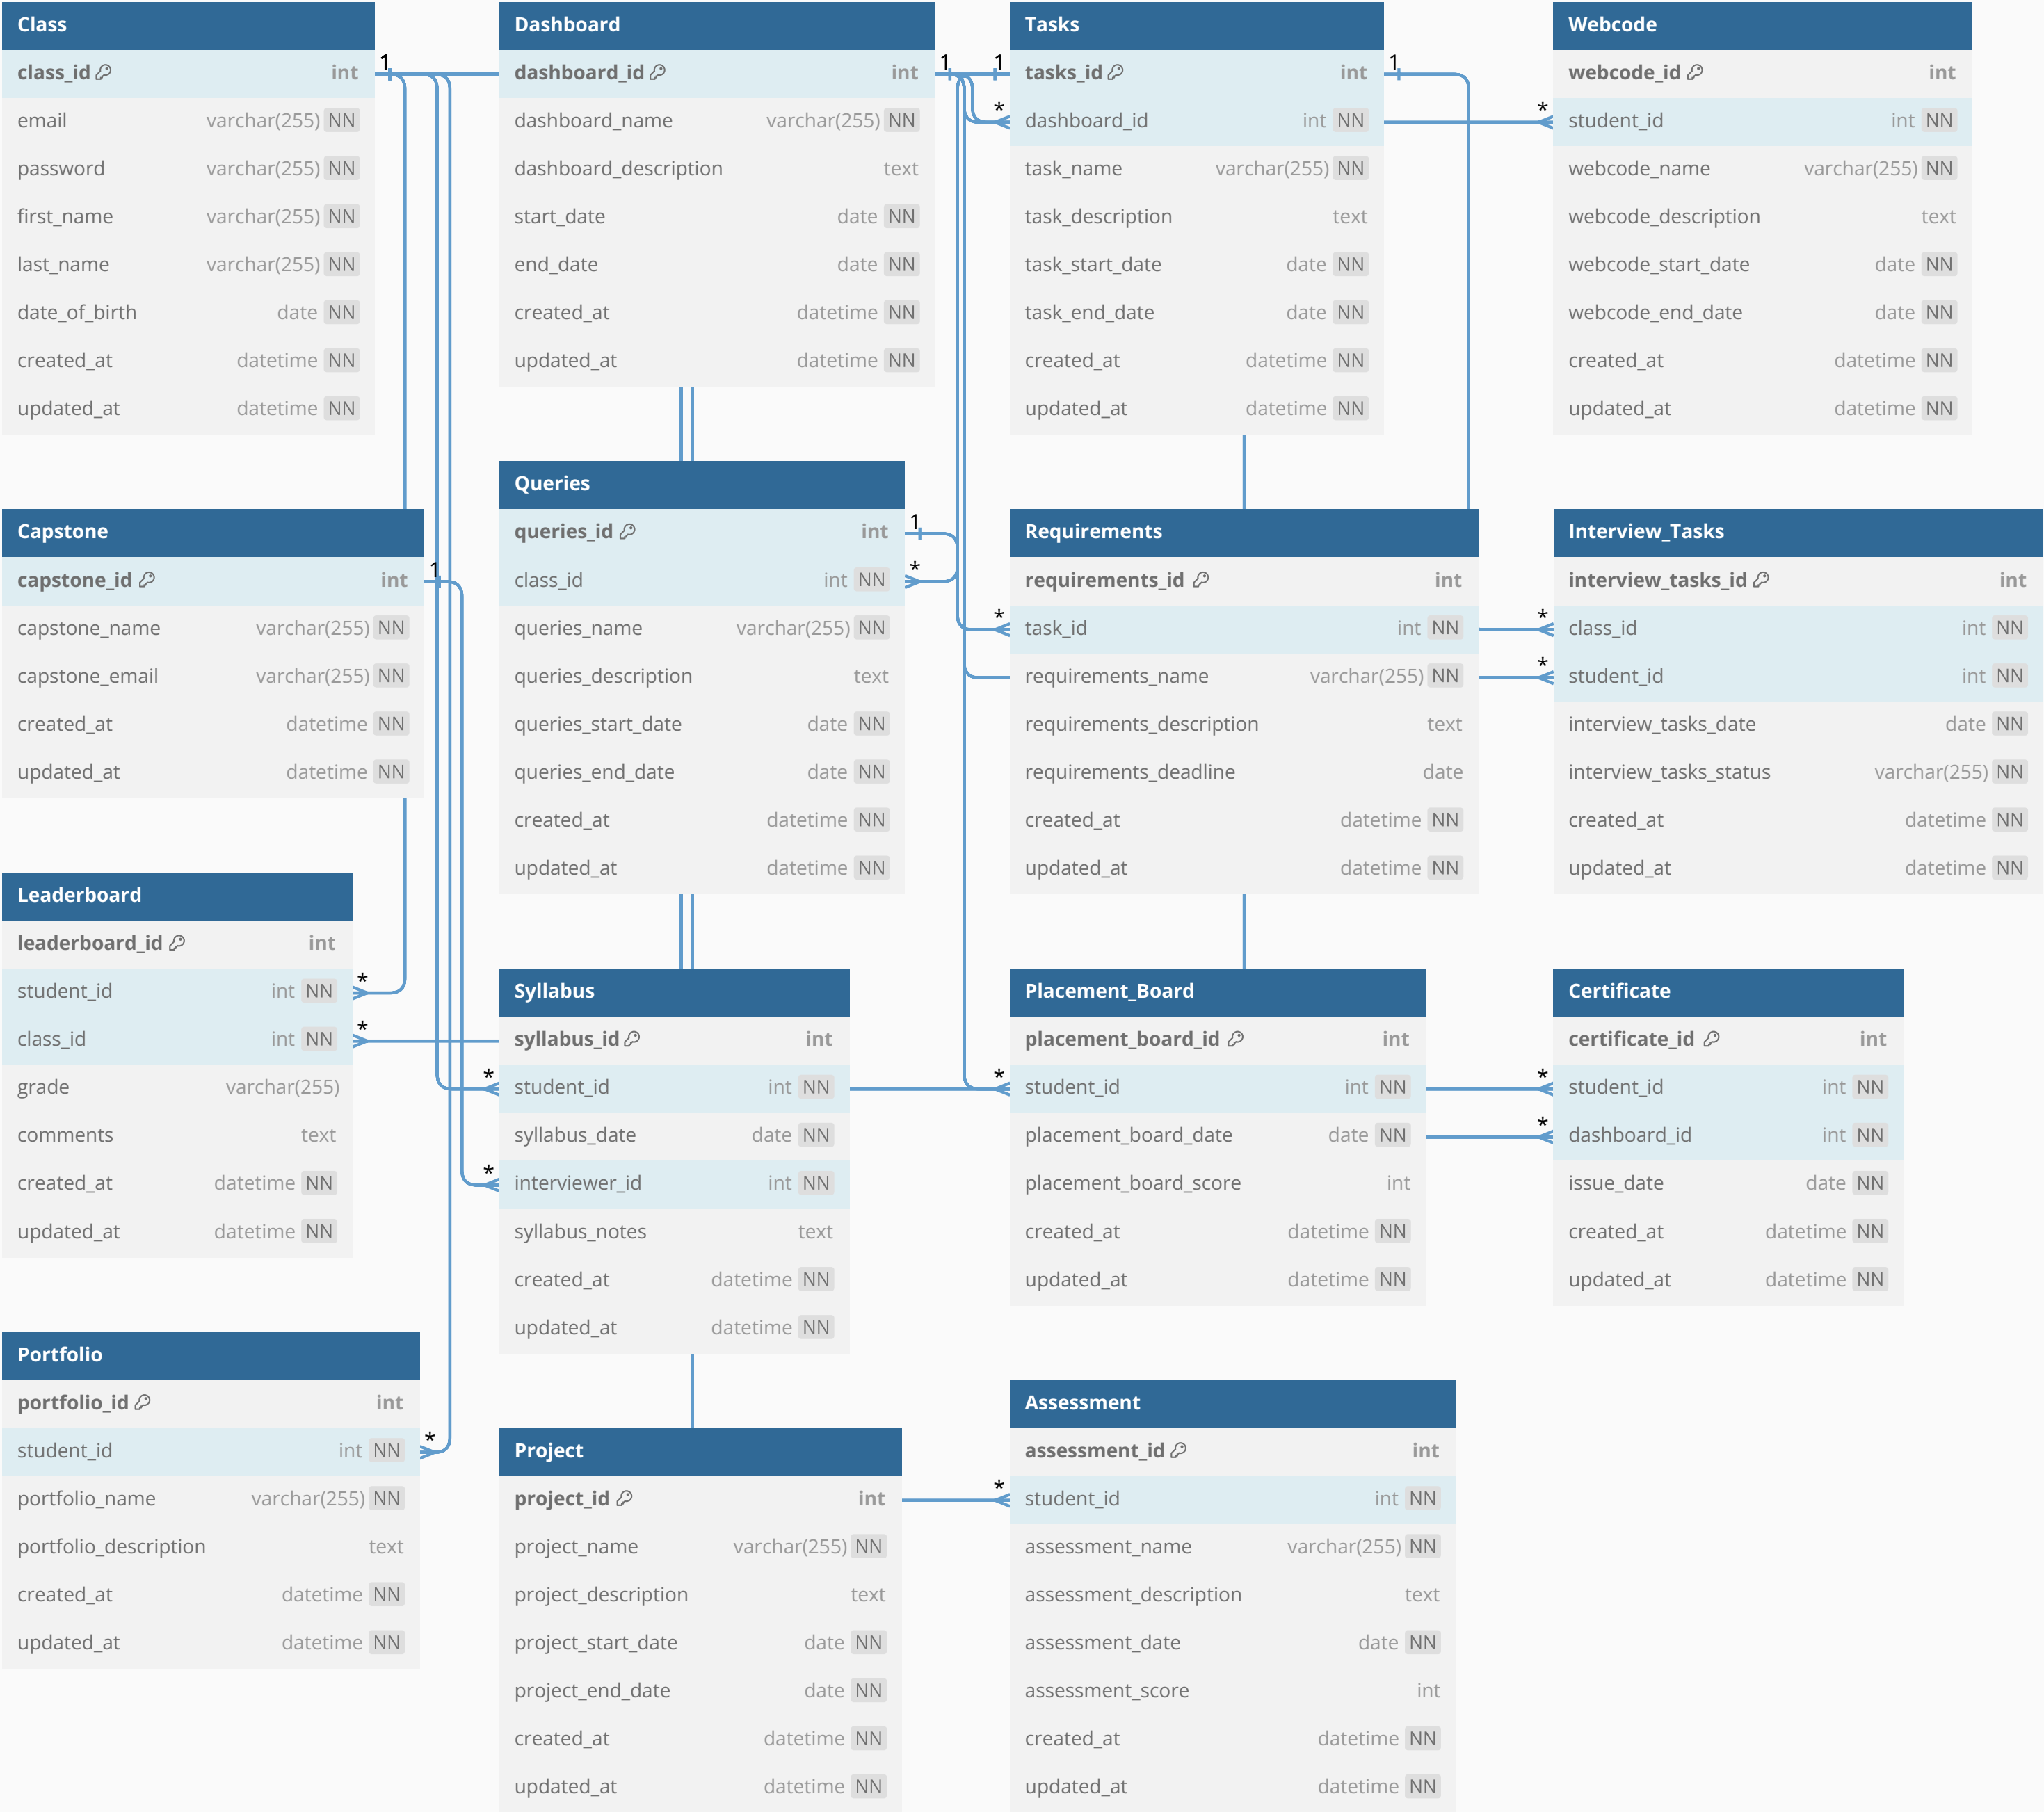 Class
class_id int
email varchar(255) NN
password varchar(255) NN
first_name varchar(255) NN
last_name varchar(255) NN
date_of_birth date NN
created_at datetime NN
updated_at datetime NN
1
Dashboard
dashboard_id int
dashboard_name varchar(255) NN
dashboard_description text
start_date date NN
end_date date NN
created_at datetime NN
updated_at datetime NN
1
1
*
Tasks
tasks_id int
dashboard_id int NN
task_name varchar(255) NN
task_description text
task_start_date date NN
task_end_date date NN
created_at datetime NN
updated_at datetime NN
1
*
Webcode
webcode_id int
student_id int NN
webcode_name varchar(255) NN
webcode_description text
webcode_start_date date NN
webcode_end_date date NN
created_at datetime NN
updated_at datetime NN
Capstone
capstone_id int
capstone_name varchar(255) NN
capstone_email varchar(255) NN
created_at datetime NN
updated_at datetime NN
1
Queries
queries_id int
class_id int NN
queries_name varchar(255) NN
queries_description text
queries_start_date date NN
queries_end_date date NN
created_at datetime NN
updated_at datetime NN
1
*
*
Requirements
requirements_id int
task_id int NN
requirements_name varchar(255) NN
requirements_description text
requirements_deadline date
created_at datetime NN
updated_at datetime NN
*
*
Interview_Tasks
interview_tasks_id int
class_id int NN
student_id int NN
interview_tasks_date date NN
interview_tasks_status varchar(255) NN
created_at datetime NN
updated_at datetime NN
Leaderboard
leaderboard_id int
student_id int NN
class_id int NN
grade varchar(255)
comments text
created_at datetime NN
updated_at datetime NN
*
*
*
*
Syllabus
syllabus_id int
student_id int NN
syllabus_date date NN
interviewer_id int NN
syllabus_notes text
created_at datetime NN
updated_at datetime NN
*
Placement_Board
placement_board_id int
student_id int NN
placement_board_date date NN
placement_board_score int
created_at datetime NN
updated_at datetime NN
*
*
Certificate
certificate_id int
student_id int NN
dashboard_id int NN
issue_date date NN
created_at datetime NN
updated_at datetime NN
Portfolio
portfolio_id int
student_id int NN
portfolio_name varchar(255) NN
portfolio_description text
created_at datetime NN
updated_at datetime NN
*
Project
project_id int
project_name varchar(255) NN
project_description text
project_start_date date NN
project_end_date date NN
created_at datetime NN
updated_at datetime NN
*
Assessment
assessment_id int
student_id int NN
assessment_name varchar(255) NN
assessment_description text
assessment_date date NN
assessment_score int
created_at datetime NN
updated_at datetime NN